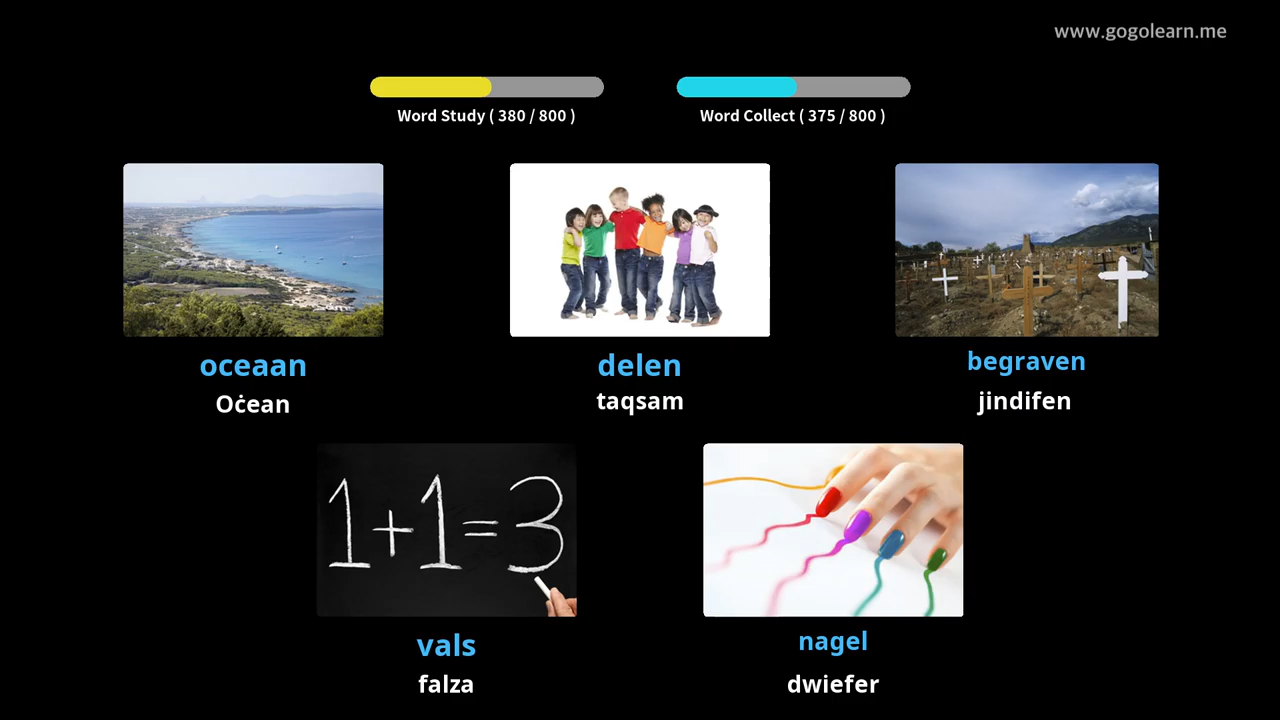 www.gogolearn.me
Word Study ( 380 / 800 )
Word Collect ( 375 / 800 )
oceaan
Oċean
delen
taqsam
begraven
jindifen
1+1=3
vals
falza
nagel
dwiefer